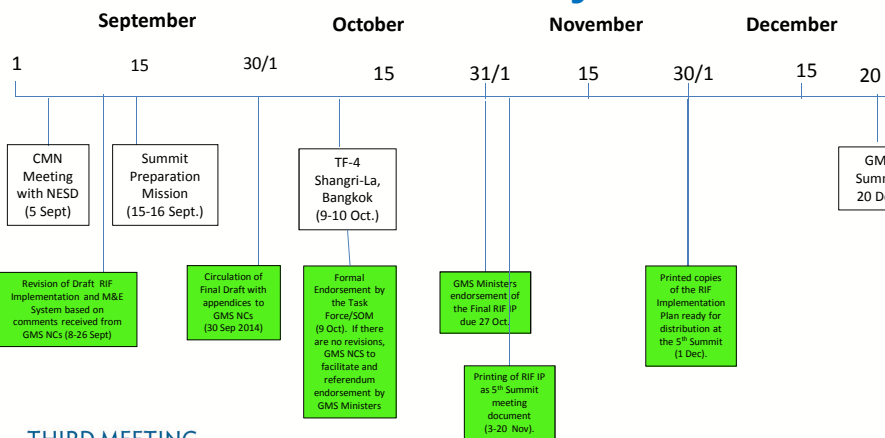 September
October
November
December
1
15
30/1
15
31/1
15
30/1
15
20
CMN
Meeting
with NESD
(5 Sept)
Summit
Preparation
Mission
(15-16 Sept.)
TF-4
Shangri-La,
Bangkok
(9-10 Oct.)
20
Revision of Draft RIF
Implementation and M&E
System based on
comments received from
GMS NCs (8-26 Sept)
Circulation of
Final Draft with
appendices to
GMS NCs
(30 Sep 2014)
Formal
Endorsement by
the Task
Force/SOM
(9 Oct). If there
are no revisions,
GMS NCS to
facilitate and
referendum
endorsement by
GMS Ministers
GMS Ministers
endorsement of
the Final RIF IP
due 27 Oct.
Printing of RIF IP
as 5th Summit
meeting
document
(3-20 Nov).
Printed copies
of the RIF
Implementation
Plan ready for
distribution at
the 5th Summit
(1 Dec).
THIRD MEETING